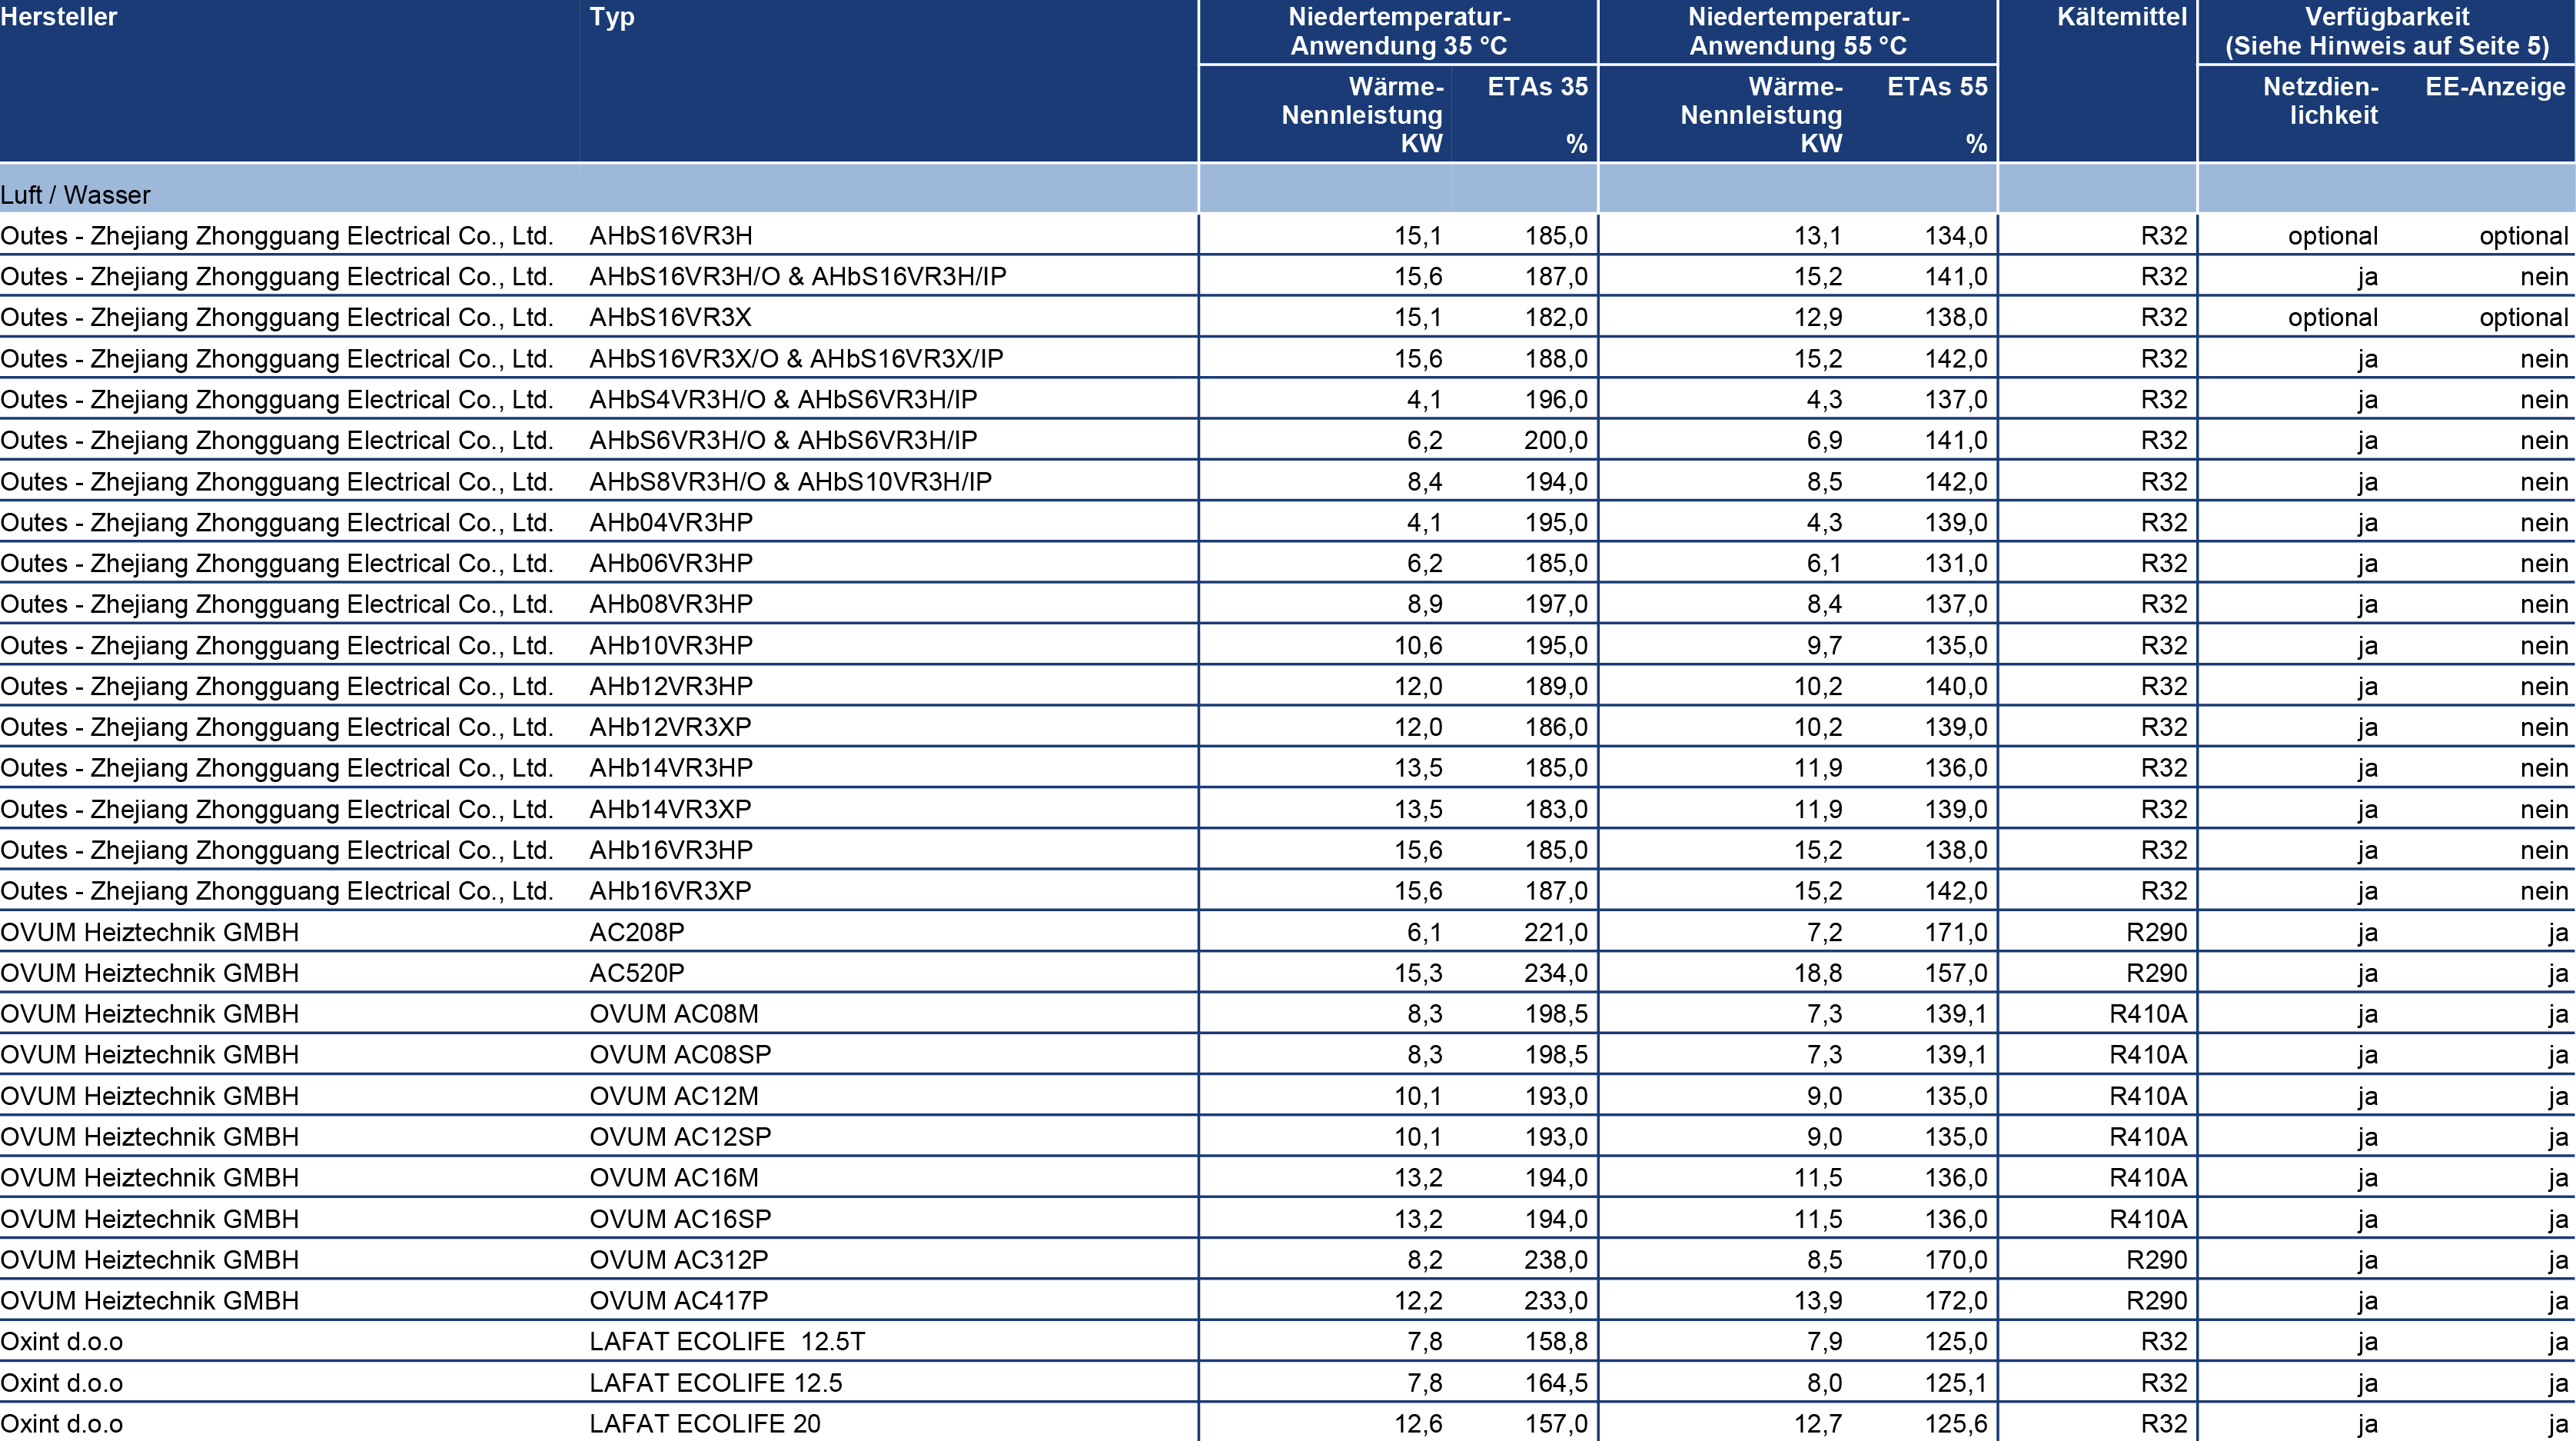 Hersteller Typ Niedertemperatur- Niedertemperatur- Kältemittel Verfügbarkeit
Anwendung 35 °C Anwendung 55 °C (Siehe Hinweis auf Seite 5)
Wärme- ETAs 35 Wärme- ETAs 55 Netzdien- EE-Anzeige
Nennleistung Nennleistung lichkeit
KW % KW %
Luft / Wasser
Outes - Zhejiang Zhongguang Electrical Co., Ltd. AHbS16VR3H 15,1 185,0 13,1 134,0 R32 optional optional
Outes - Zhejiang Zhongguang Electrical Co., Ltd. AHbS16VR3H/O & AHbS16VR3H/IP 15,6 187,0 15,2 141,0 R32 ja nein
Outes - Zhejiang Zhongguang Electrical Co., Ltd. AHbS16VR3X 15,1 182,0 12,9 138,0 R32 optional optional
Outes - Zhejiang Zhongguang Electrical Co., Ltd. AHbS16VR3X/O & AHbS16VR3X/IP 15,6 188,0 15,2 142,0 R32 ja nein
Outes - Zhejiang Zhongguang Electrical Co., Ltd. AHbS4VR3H/O & AHbS6VR3H/IP 4,1 196,0 4,3 137,0 R32 ja nein
Outes - Zhejiang Zhongguang Electrical Co., Ltd. AHbS6VR3H/O & AHbS6VR3H/IP 6,2 200,0 6,9 141,0 R32 ja nein
Outes - Zhejiang Zhongguang Electrical Co., Ltd. AHbS8VR3H/O & AHbS10VR3H/IP 8,4 194,0 8,5 142,0 R32 ja nein
Outes - Zhejiang Zhongguang Electrical Co., Ltd. AHb04VR3HP 4,1 195,0 4,3 139,0 R32 ja nein
Outes - Zhejiang Zhongguang Electrical Co., Ltd. AHb06VR3HP 6,2 185,0 6,1 131,0 R32 ja nein
Outes - Zhejiang Zhongguang Electrical Co., Ltd. AHb08VR3HP 8,9 197,0 8,4 137,0 R32 ja nein
Outes - Zhejiang Zhongguang Electrical Co., Ltd. AHb10VR3HP 10,6 195,0 9,7 135,0 R32 ja nein
Outes - Zhejiang Zhongguang Electrical Co., Ltd. AHb12VR3HP 12,0 189,0 10,2 140,0 R32 ja nein
Outes - Zhejiang Zhongguang Electrical Co., Ltd. AHb12VR3XP 12,0 186,0 10,2 139,0 R32 ja nein
Outes - Zhejiang Zhongguang Electrical Co., Ltd. AHb14VR3HP 13,5 185,0 11,9 136,0 R32 ja nein
Outes - Zhejiang Zhongguang Electrical Co., Ltd. AHb14VR3XP 13,5 183,0 11,9 139,0 R32 ja nein
Outes - Zhejiang Zhongguang Electrical Co., Ltd. AHb16VR3HP 15,6 185,0 15,2 138,0 R32 ja nein
Outes - Zhejiang Zhongguang Electrical Co., Ltd. AHb16VR3XP 15,6 187,0 15,2 142,0 R32 ja nein
OVUM Heiztechnik GMBH AC208P 6,1 221,0 7,2 171,0 R290 ja ja
OVUM Heiztechnik GMBH AC520P 15,3 234,0 18,8 157,0 R290 ja ja
OVUM Heiztechnik GMBH OVUM AC08M 8,3 198,5 7,3 139,1 R410A ja ja
OVUM Heiztechnik GMBH OVUM AC08SP 8,3 198,5 7,3 139,1 R410A ja ja
OVUM Heiztechnik GMBH OVUM AC12M 10,1 193,0 9,0 135,0 R410A ja ja
OVUM Heiztechnik GMBH OVUM AC12SP 10,1 193,0 9,0 135,0 R410A ja ja
OVUM Heiztechnik GMBH OVUM AC16M 13,2 194,0 11,5 136,0 R410A ja ja
OVUM Heiztechnik GMBH OVUM AC16SP 13,2 194,0 11,5 136,0 R410A ja ja
OVUM Heiztechnik GMBH OVUM AC312P 8,2 238,0 8,5 170,0 R290 ja ja
OVUM Heiztechnik GMBH OVUM AC417P 12,2 233,0 13,9 172,0 R290 ja ja
Oxint d.o.o LAFAT ECOLIFE  12.5T 7,8 158,8 7,9 125,0 R32 ja ja
Oxint d.o.o LAFAT ECOLIFE 12.5 7,8 164,5 8,0 125,1 R32 ja ja
Oxint d.o.o LAFAT ECOLIFE 20 12,6 157,0 12,7 125,6 R32 ja ja